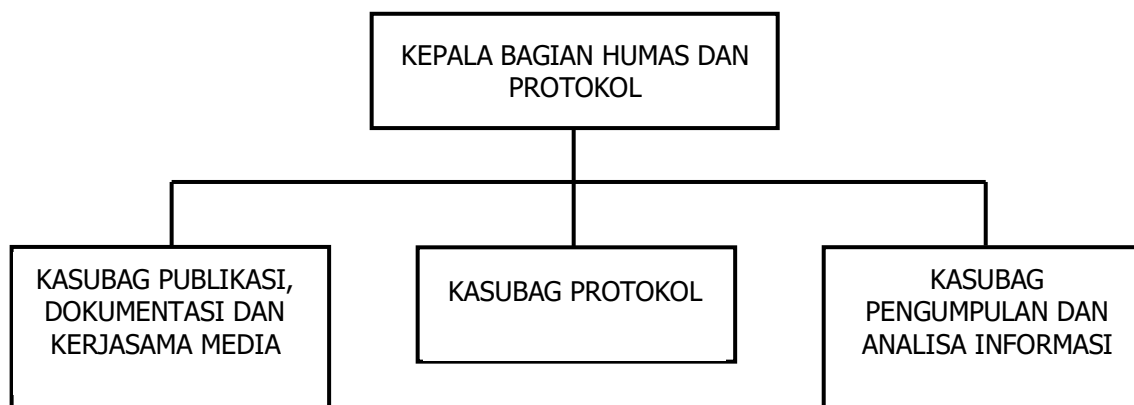 KEPALA BAGIAN HUMAS DAN
PROTOKOL
KASUBAG PUBLIKASI,
DOKUMENTASI DAN
KERJASAMA MEDIA
KASUBAG PROTOKOL
KASUBAG
PENGUMPULAN DAN
ANALISA INFORMASI